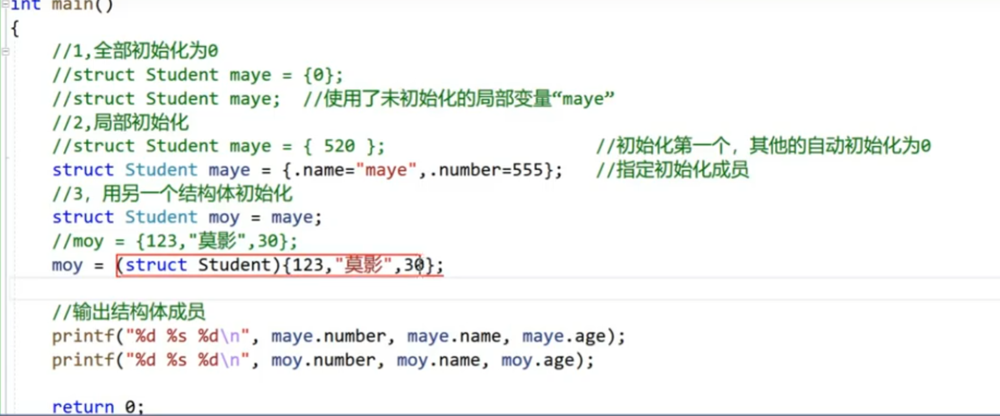 int main()
{
//1,全部初始化为0
//struct Student maye = {0};
//struct Student maye;  //使用了未初始化的局部变量“maye”
//2,局部初始化
//struct Student maye = { 520 };  //初始化第一个，其他的自动初始化为0
struct Student maye = {.name="maye",.number=555};  //指定初始化成员
//3，用另一个结构体初始化
struct Student moy = maye;
//moy = {123,"莫影",30};
moy = (struct Student){123,"莫影",30};
//输出结构体成员
printf("%d %s %d\n", maye.number, maye.name, maye.age);
printf("%d %s %d\n", moy.number, moy.name, moy.age);
return 0;